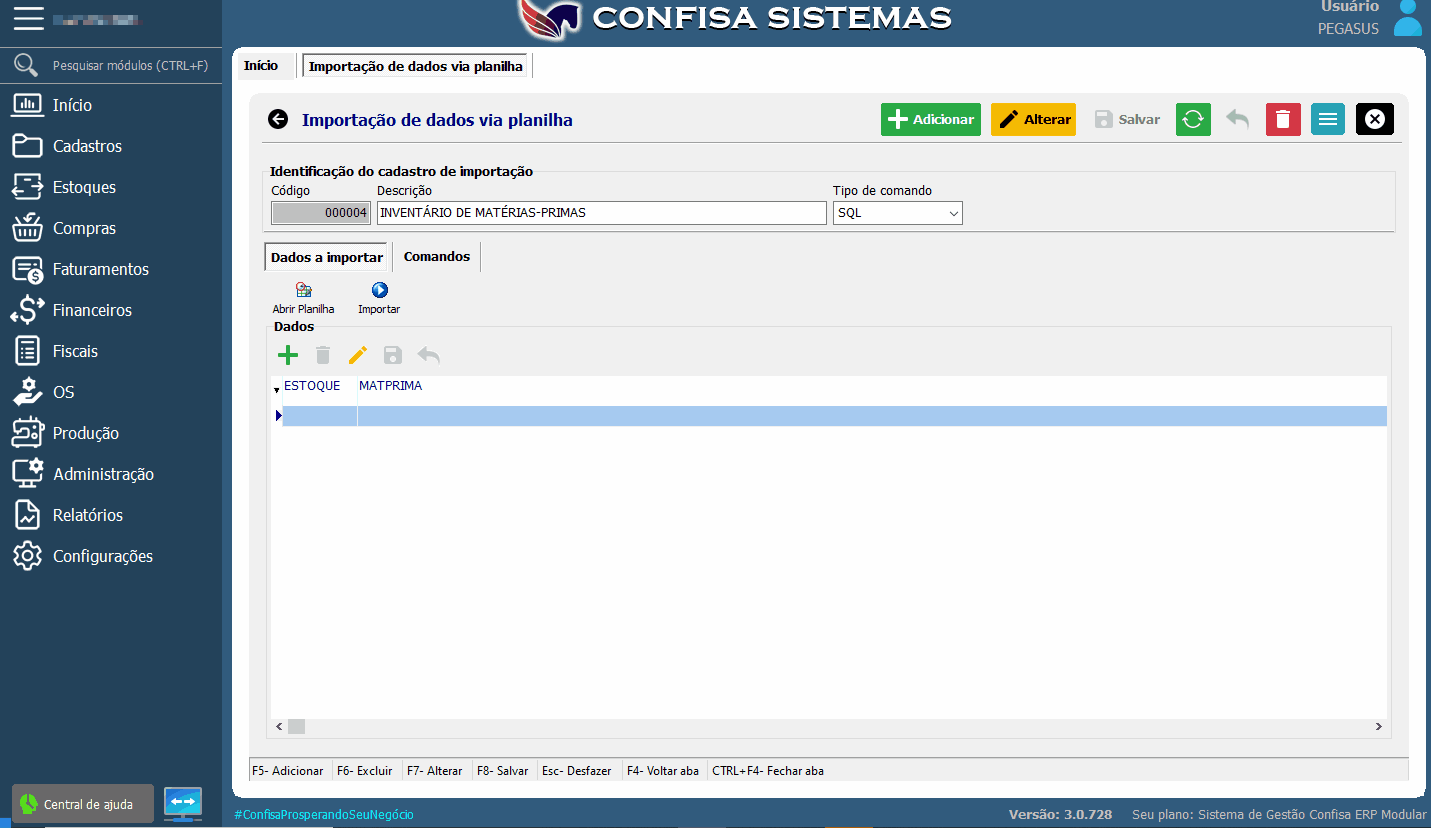 CONFISA SISTEMAS
Usuário
PEGASUS
Pesquisar módulos (CTRL+F)
Início
Cadastros
Estoques
Compras
Faturamentos
Financeiros
Fiscais
OS
Produção
Administração
Relatórios
Configurações
Central de ajuda
Início
Importação de dados via planilha
Importação de dados via planilha
Adicionar
Alterar
Salvar
Identificação do cadastro de importação
Código Descrição Tipo de comando
000004 INVENTÁRIO DE MATÉRIAS-PRIMAS SQL
Dados a importar Comandos
Abrir Planilha Importar
Dados
ESTOQUE MATPRIMA
F5- Adicionar F6- Excluir F7- Alterar F8- Salvar Esc- Desfazer F4- Voltar aba CTRL+F4- Fechar aba
#ConfisaProsperandoSeuNegócio
Versão: 3.0.728 Seu plano: Sistema de Gestão Confisa ERP Modular